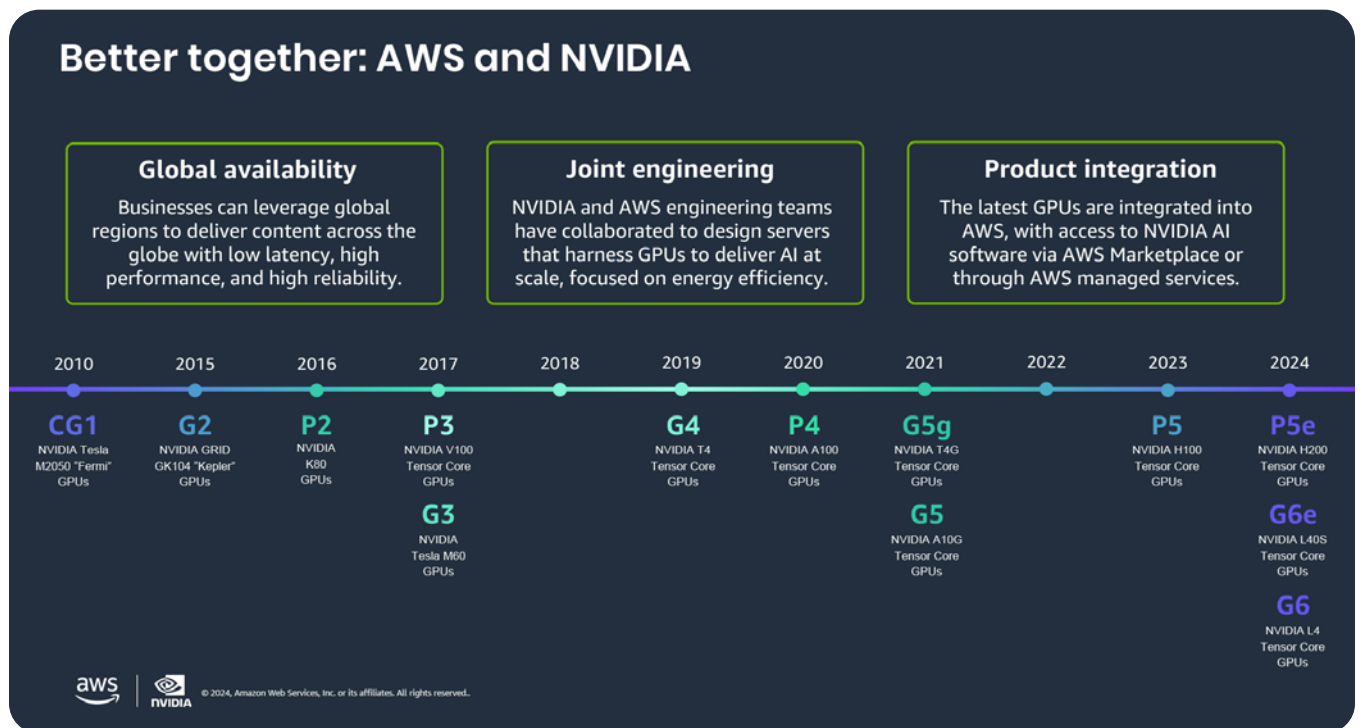 Better together: AWS and NVIDIA
Global availability
Businesses can leverage global
regions to deliver content across the
globe with low latency, high
performance, and high reliability.
Joint engineering
NVIDIA and AWS engineering teams
have collaborated to design servers
that harness GPUs to deliver AI at
scale, focused on energy efficiency.
Product integration
The latest GPUs are integrated into
AWS, with access to NVIDIA AI
software via AWS Marketplace or
through AWS managed services.
2010
CG1
NVIDIA Tesla
M2050 "Fermi"
GPUs
2015
G2
NVIDIA GRID
GK104 "Kepler"
GPUs
2016
P2
NVIDIA
K80
GPUs
2017
P3
NVIDIA V100
Tensor Core
GPUs
G3
NVIDIA
Tesla M60
GPUs
2018
2019
G4
NVIDIA T4
Tensor Core
GPUs
2020
P4
NVIDIA A100
Tensor Core
GPUs
2021
G5g
NVIDIA T4G
Tensor Core
GPUs
G5
NVIDIA A10G
Tensor Core
GPUs
2022
2023
P5
NVIDIA H100
Tensor Core
GPUs
2024
P5e
NVIDIA H200
Tensor Core
GPUs
G6e
NVIDIA L40S
Tensor Core
GPUs
G6
NVIDIA L4
Tensor Core
GPUs
aws
NVIDIA
© 2024, Amazon Web Services, Inc. or its affiliates. All rights reserved..